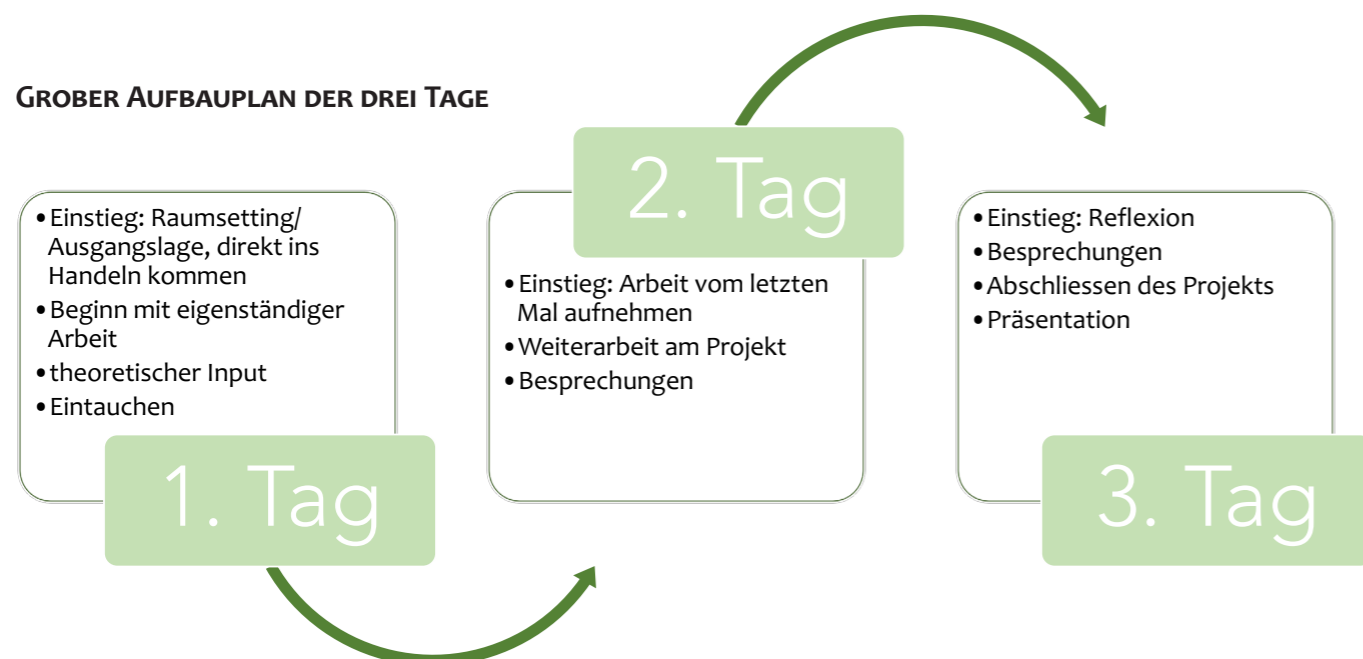 GROBER AUFBAUPLAN DER DREI TAGE
•Einstieg: Raumsetting/
Ausgangslage, direkt ins
Handeln kommen
•Beginn mit eigenständiger
Arbeit
•theoretischer Input
•Eintauchen
1. Tag
2. Tag
•Einstieg: Arbeit vom letzten
Mal aufnehmen
•Weiterarbeit am Projekt
•Besprechungen
•Einstieg: Reflexion
•Besprechungen
•Abschliessen des Projekts
•Präsentation
3. Tag